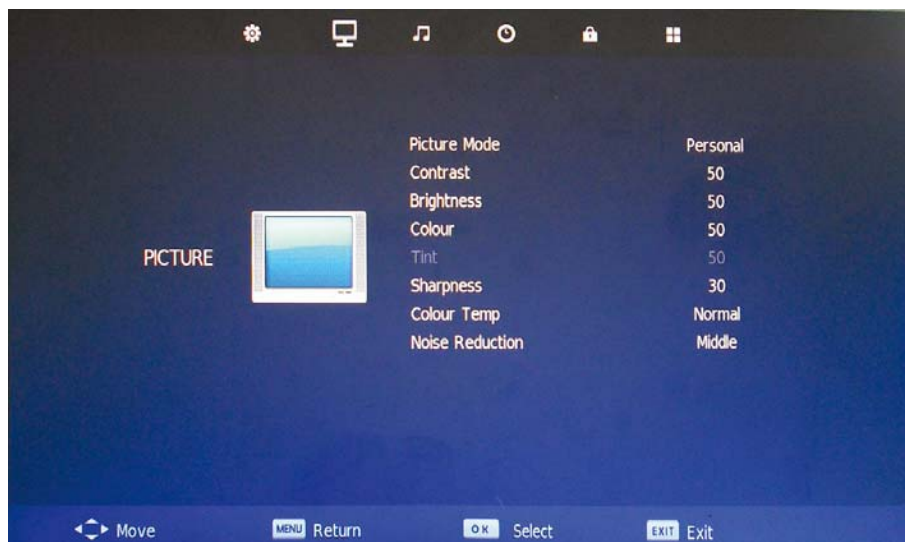 Picture Mode Personal
Contrast 50
Brightness 50
Colour 50
PICTURE
Tint 50
Sharpness 30
Colour Temp Normal
Noise Reduction Middle
Move MENU Return OK Select EXIT Exit